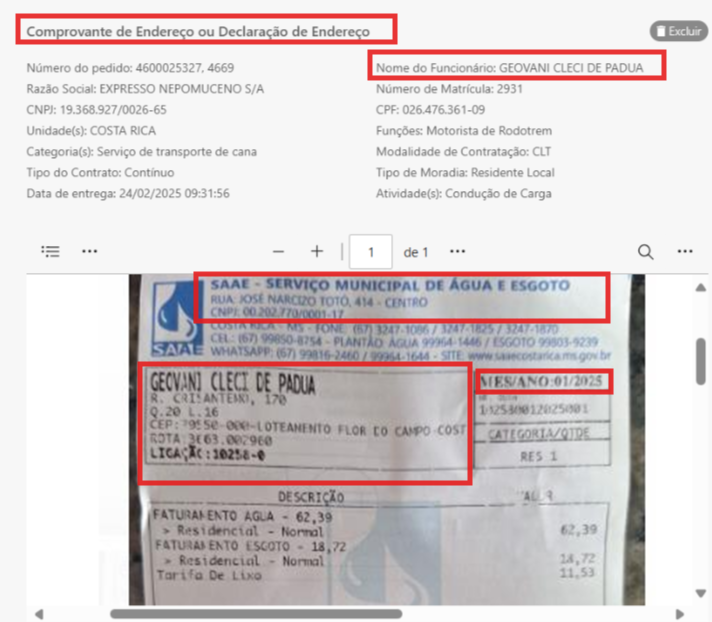 Comprovante de Endereço ou Declaração de Endereço
Excluir
Número do pedido: 4600025327, 4669
Nome do Funcionário: GEOVANI CLECI DE PADUA
Razão Social: EXPRESSO NEPOMUCENO S/A
Número de Matrícula: 2931
CNPJ: 19.368.927/0026-65
CPF: 026.476.361-09
Unidade(s): COSTA RICA
Funções: Motorista de Rodotrem
Categoria(s): Serviço de transporte de cana
Modalidade de Contratação: CLT
Tipo do Contrato: Contínuo
Tipo de Moradia: Residente Local
Data de entrega: 24/02/2025 09:31:56
Atividade(s): Condução de Carga
1 de 1
SAAE - SERVIÇO MUNICIPAL DE ÁGUA E ESGOTO
RUA: JOSÉ NARCIZO TOTÓ, 414 - CENTRO
CNPJ: 00.202.770/0001-17
COSTA RICA - MS - FONE: (67) 3247-1086 / 3247-1825 / 3247-1870
CEL.: (67) 99650-8754 - PLANTÃO: ÁGUA 99964-1446 / ESGOTO 99803-9239
WHATSAPP: (67) 99816-2460 / 99964-1644 - SITE: www.saaecostarica.ms.gov.br
SAAE
GEOVANI CLECI DE PADUA
MES/ANO:01/2025
R. CRISANTEMO, 170
Q.20 L.16
CEP:79550-000-LOTEAMENTO FLOR DO CAMPO COST
CATEGORIA/QTDE
ROTA:3663.002960
LIGAÇÃO:10258-0
RES 1
DESCRIÇÃO
VALOR
FATURAMENTO AGUA - 62,39
> Residencial - Normal 62,39
FATURAMENTO ESGOTO - 18,72
> Residencial - Normal 18,72
Tarifa De Lixo 11,53